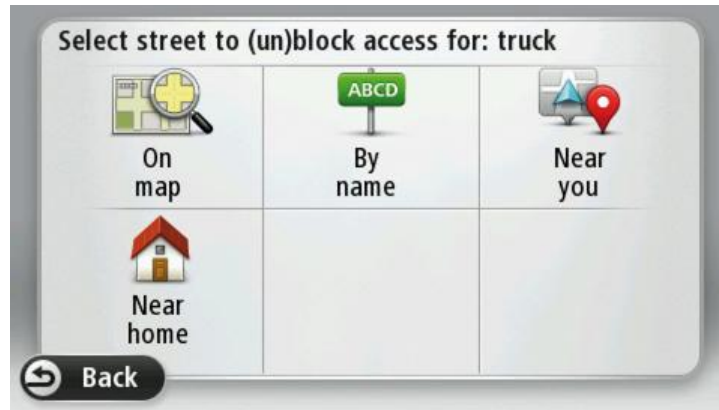 Select street to (un)block access for: truck
ABCD
On
map
By
name
Near
you
Near
home
Back